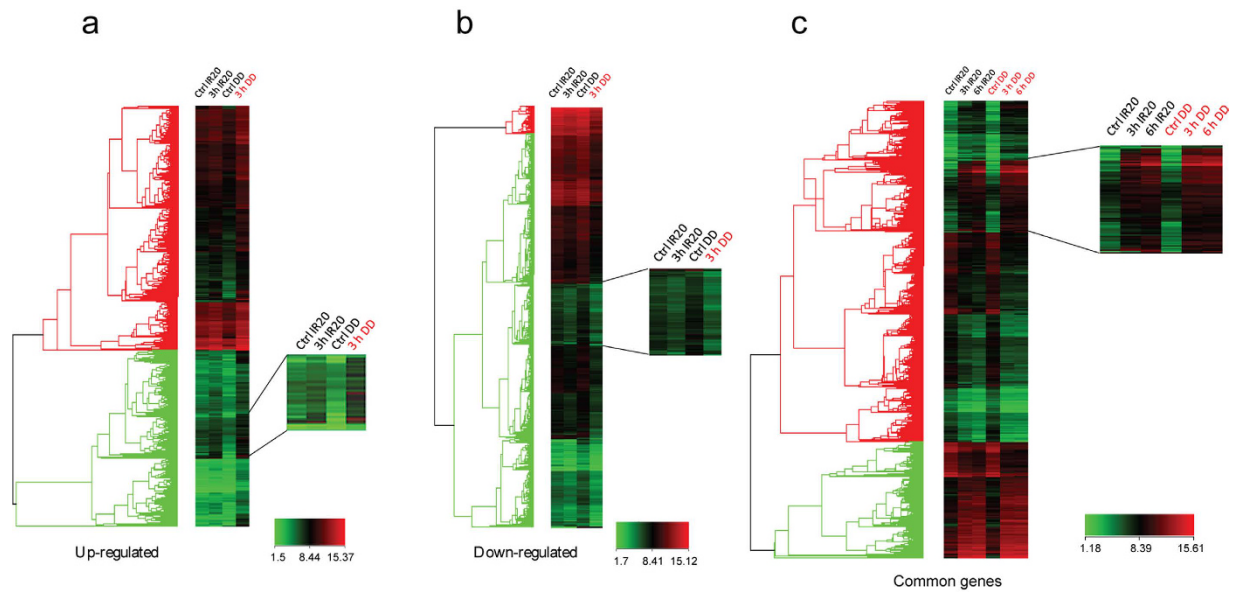 a
Ctrl IR20
3h IR20
Ctrl DD
3 h DD
Ctrl IR20
3h IR20
Ctrl DD
3 h DD
1.5 8.44 15.37
Up-regulated
b
Ctrl IR20
3h IR20
Ctrl DD
3 h DD
Ctrl IR20
3h IR20
Ctrl DD
3 h DD
1.7 8.41 15.12
Down-regulated
c
Ctrl IR20
3h IR20
6h IR20
Ctrl DD
3 h DD
6 h DD
Ctrl IR20
3h IR20
6h IR20
Ctrl DD
3 h DD
6 h DD
1.18 8.39 15.61
Common genes